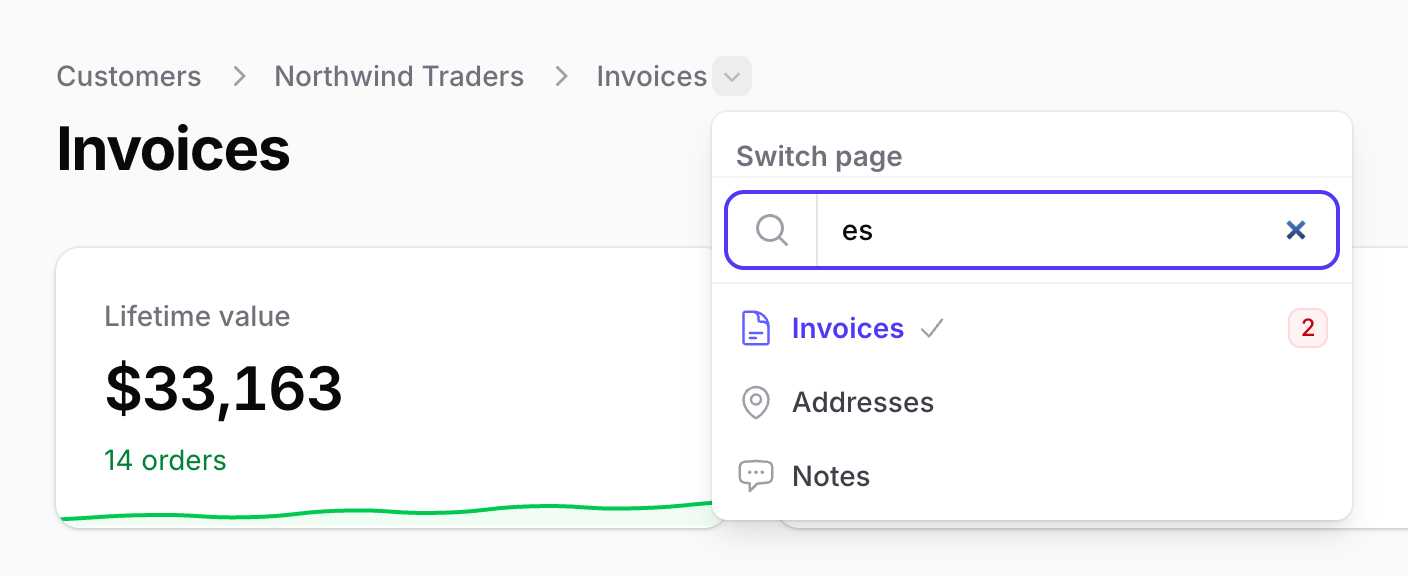 Customers Northwind Traders Invoices
Invoices
Switch page
es
Invoices 2
Addresses
Notes
Lifetime value
$33,163
14 orders